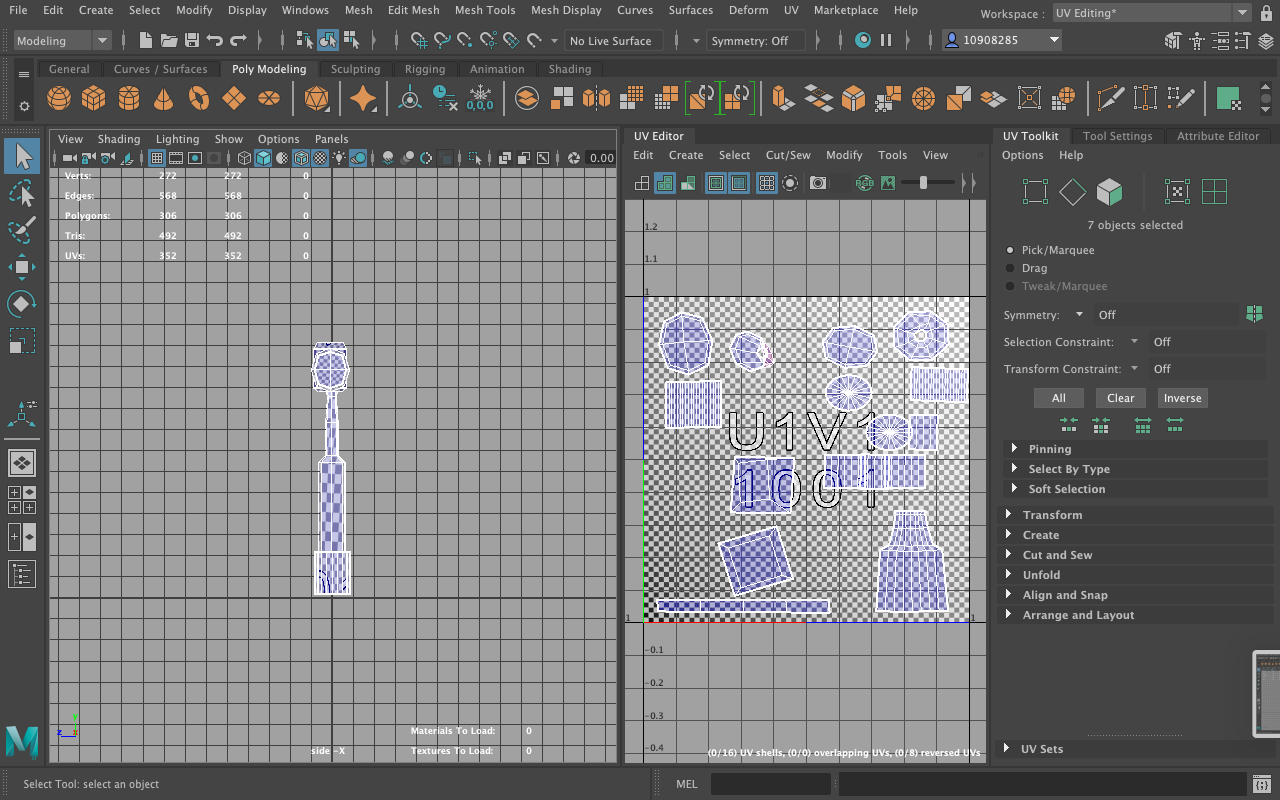 File Edit Create Select Modify Display Windows Mesh Edit Mesh Mesh Tools Mesh Display Curves Surfaces Deform UV Marketplace Help Workspace : UV Editing*
Modeling No Live Surface Symmetry: Off 10908285
General Curves / Surfaces Poly Modeling Sculpting Rigging Animation Shading
0,0,0
View Shading Lighting Show Options Panels
0.00
Verts: 272 272 0
Edges: 568 568 0
Polygons: 306 306 0
Tris: 492 492 0
UVs: 352 352 0
Materials To Load: 0
side -X Textures To Load: 0
UV Editor
Edit Create Select Cut/Sew Modify Tools View
RGB
1.2
1.1
1
U1V1
1001
1 1
-0.1
-0.2
-0.3
-0.4
(0/16) UV shells, (0/0) overlapping UVs, (0/8) reversed UVs
UV Toolkit Tool Settings Attribute Editor
Options Help
7 objects selected
Pick/Marquee
Drag
Tweak/Marquee
Symmetry: Off
Selection Constraint: Off
Transform Constraint: Off
All Clear Inverse
Pinning
Select By Type
Soft Selection
Transform
Create
Cut and Sew
Unfold
Align and Snap
Arrange and Layout
UV Sets
Select Tool: select an object MEL